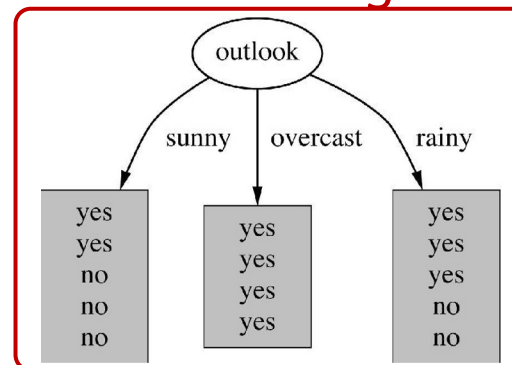 outlook
sunny overcast rainy
yes
yes
no
no
no
yes
yes
yes
yes
yes
yes
yes
no
no